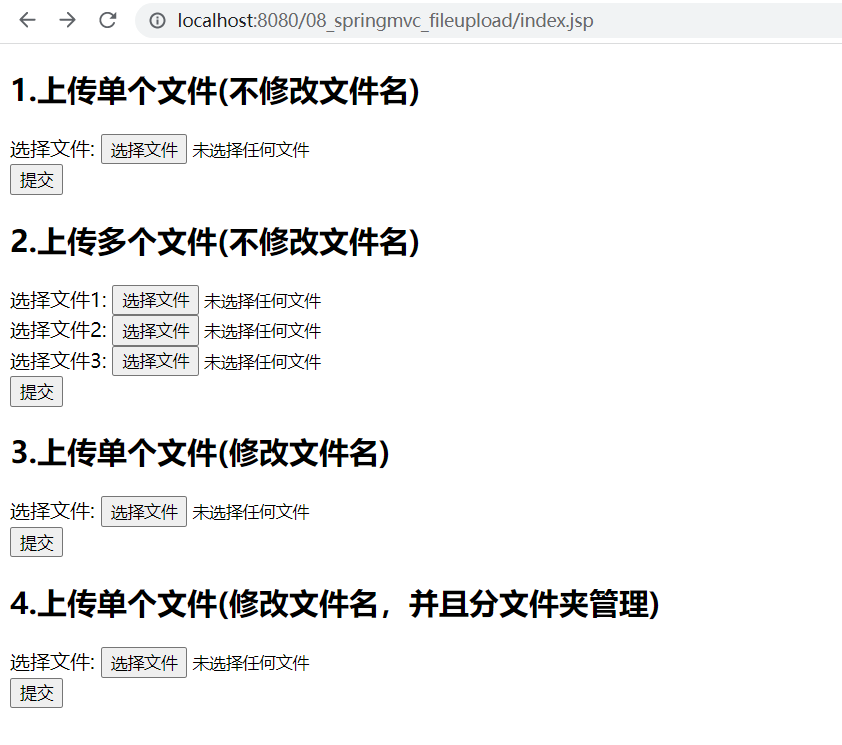 localhost:8080/08_springmvc_fileupload/index.jsp
1.上传单个文件(不修改文件名)
选择文件: 选择文件 未选择任何文件
提交
2.上传多个文件(不修改文件名)
选择文件1: 选择文件 未选择任何文件
选择文件2: 选择文件 未选择任何文件
选择文件3: 选择文件 未选择任何文件
提交
3.上传单个文件(修改文件名)
选择文件: 选择文件 未选择任何文件
提交
4.上传单个文件(修改文件名，并且分文件夹管理)
选择文件: 选择文件 未选择任何文件
提交